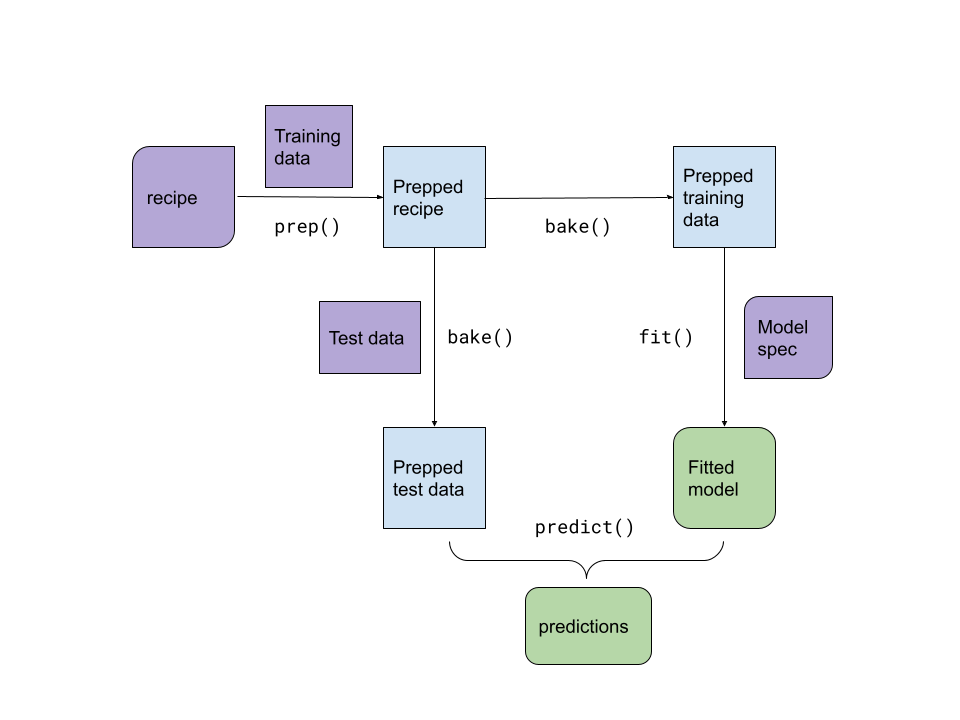 Training
data
recipe
Prepped
recipe
Prepped
training
data
prep()
bake()
Test data
bake()
fit()
Model
spec
Prepped
test data
Fitted
model
predict()
predictions